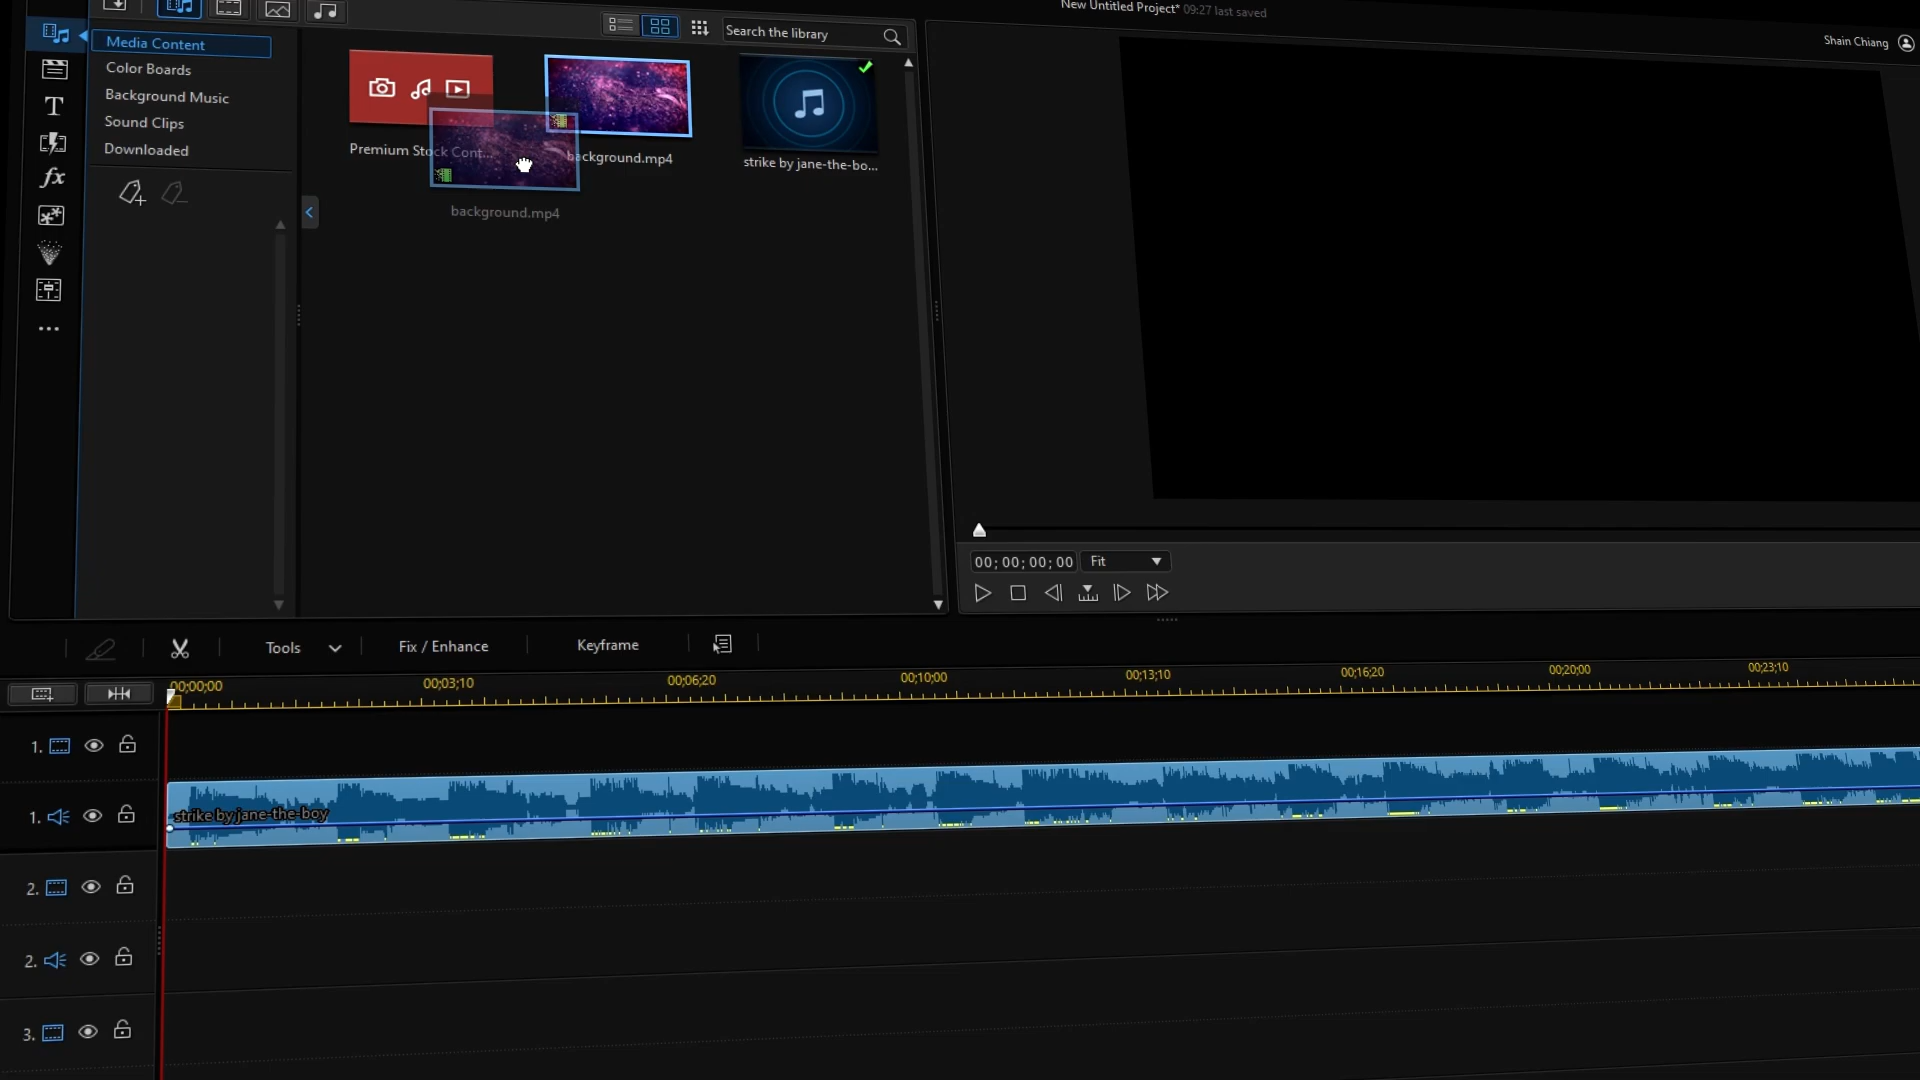 New Untitled Project* 09:27 last saved
Shain Chiang
Search the library
Media Content
Color Boards
Background Music
Sound Clips
Downloaded
Premium Stock Cont...
background.mp4
strike by jane-the-bo...
background.mp4
00;00;00;00
Fit
Tools
Fix / Enhance
Keyframe
00;00;00
00;03;10
00;06;20
00;10;00
00;13;10
00;16;20
00;20;00
00;23;10
1.
1.
strike by jane-the-boy
2.
2.
3.